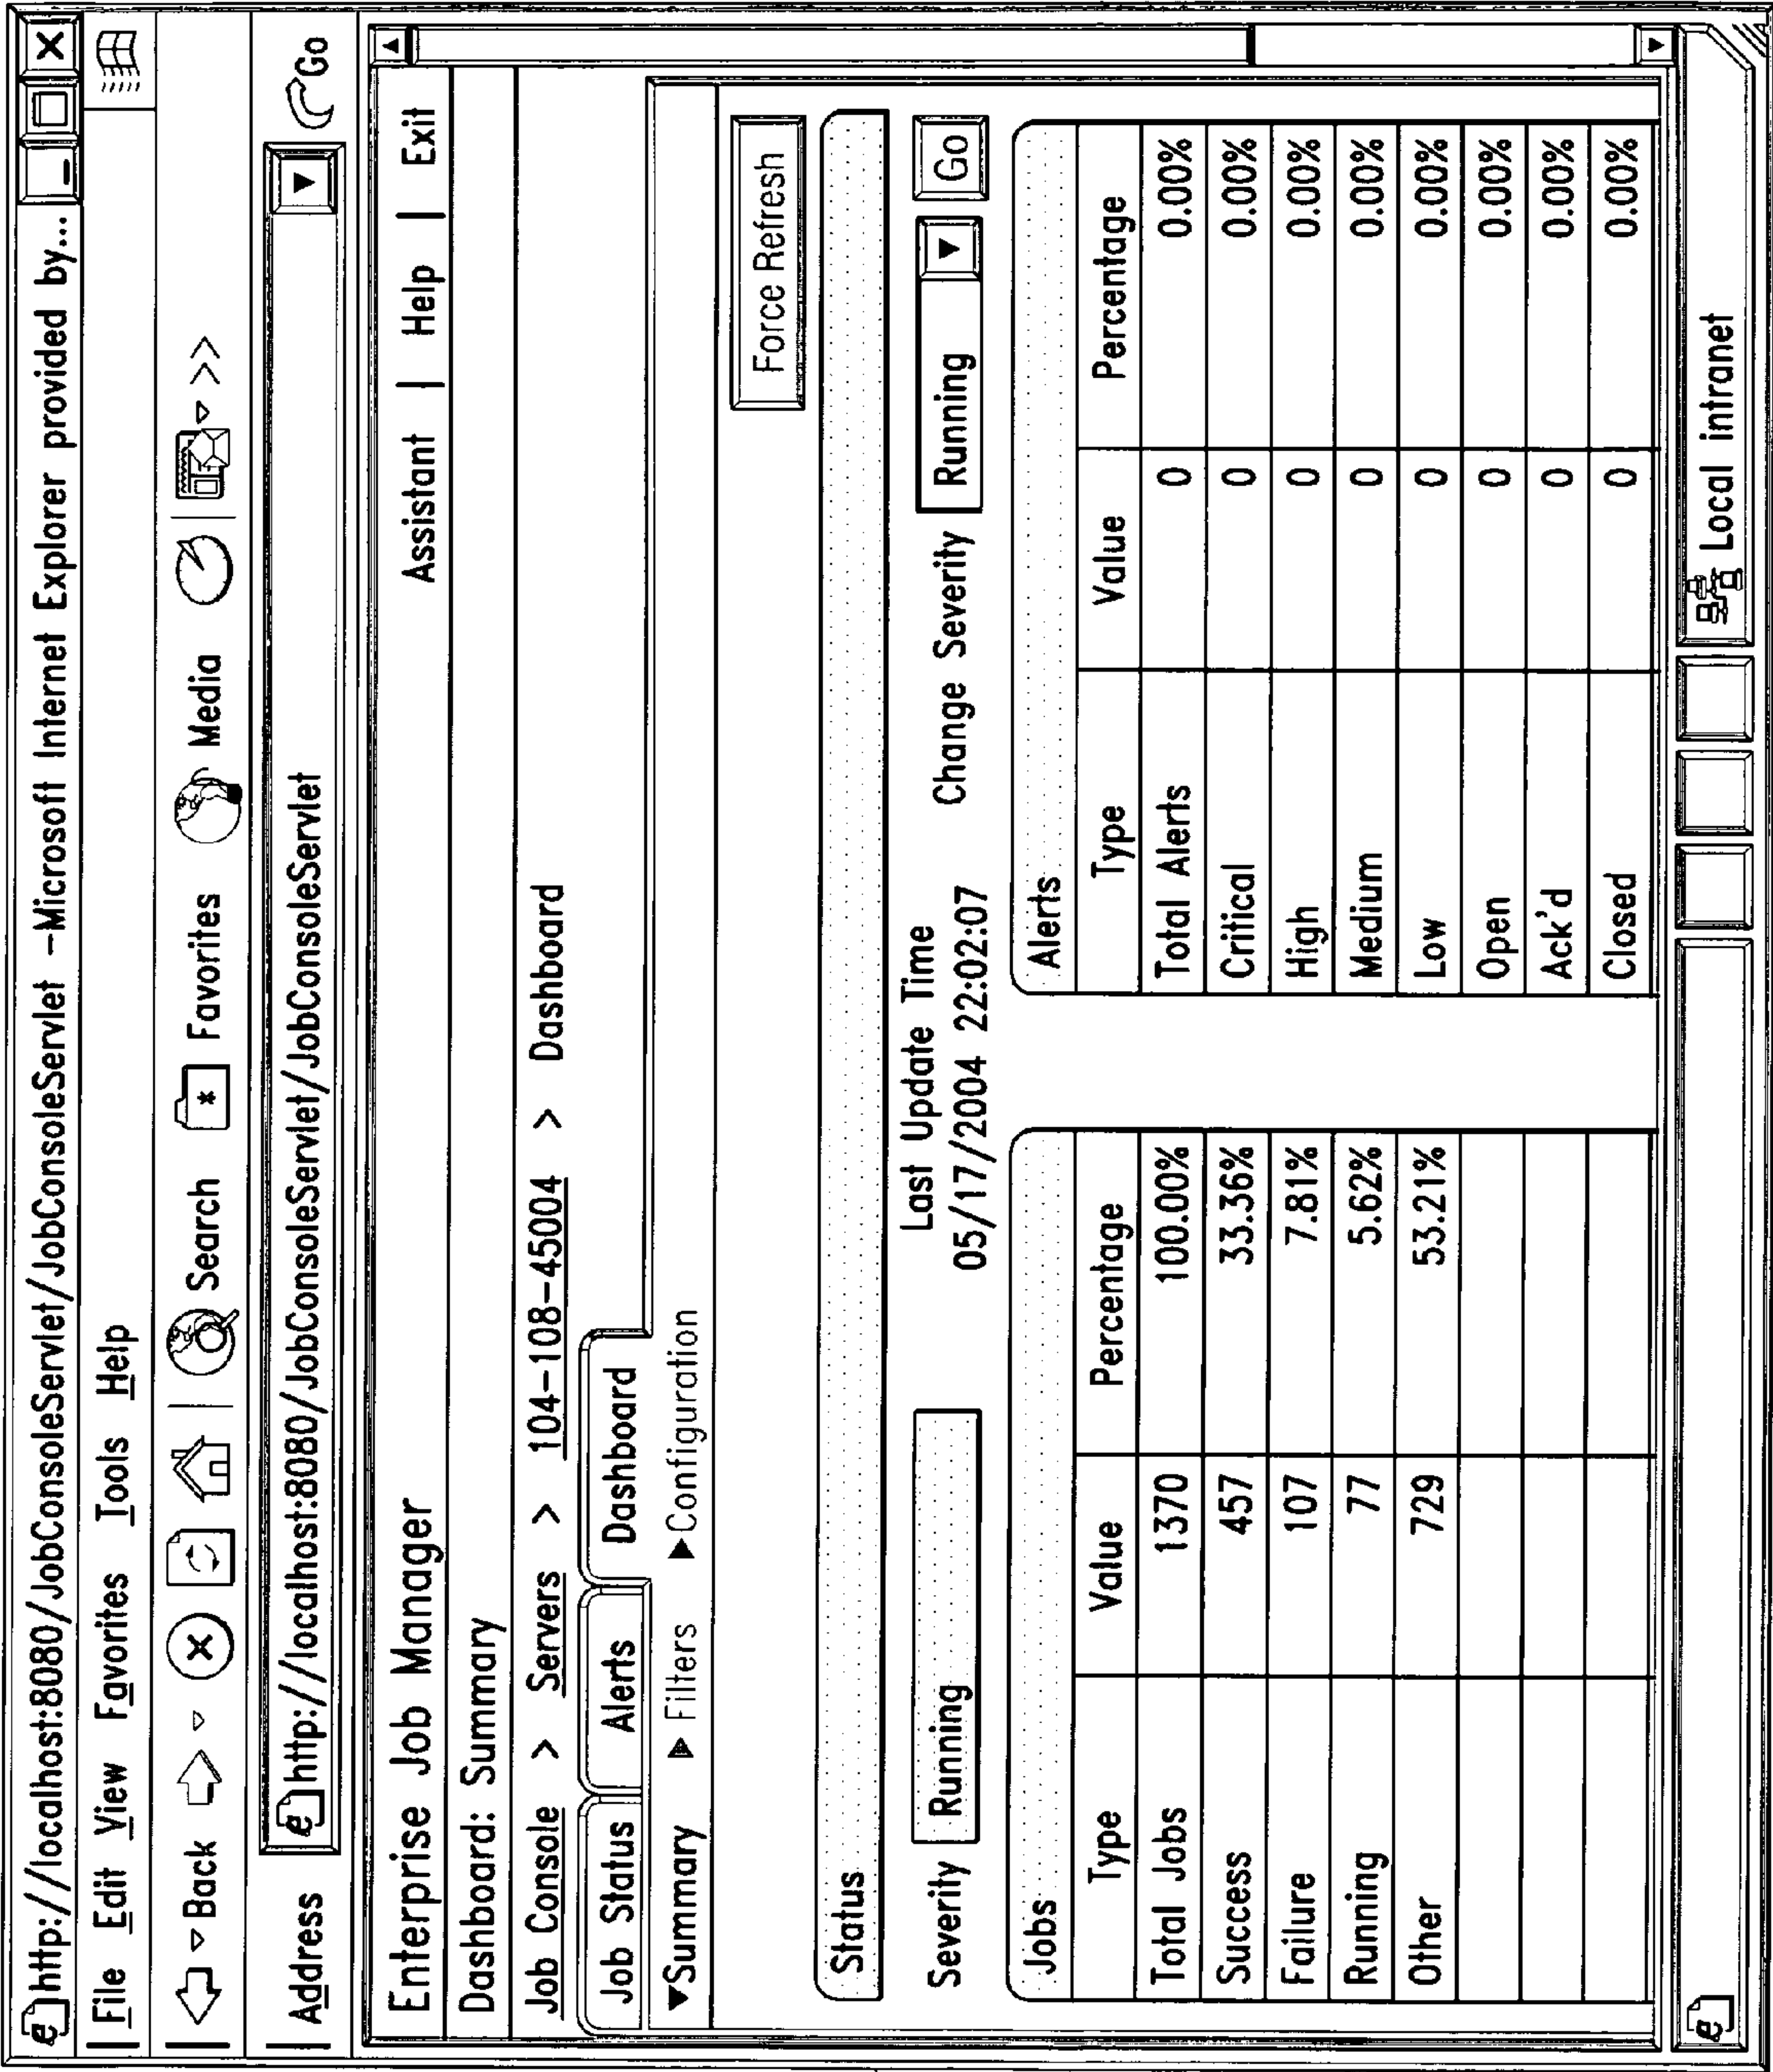 http://localhost:8080/JobConsoleServlet/JobConsoleServlet -Microsoft Internet Explorer provided by...
File Edit View Favorites Tools Help
Back Search Favorites Media >>
Address http://localhost:8080/JobConsoleServlet/JobConsoleServlet Go
Enterprise Job Manager Assistant | Help | Exit
Dashboard: Summary
Job Console > Servers > 104-108-45004 > Dashboard
Job Status Alerts Dashboard
▼Summary ▶Filters ▶Configuration
Force Refresh
Status
Last Update Time
Severity Running 05/17/2004 22:02:07 Change Severity Running Go
Jobs Alerts
Type Value Percentage Type Value Percentage
Total Jobs 1370 100.00% Total Alerts 0 0.00%
Success 457 33.36% Critical 0 0.00%
Failure 107 7.81% High 0 0.00%
Running 77 5.62% Medium 0 0.00%
Other 729 53.21% Low 0 0.00%
Open 0 0.00%
Ack'd 0 0.00%
Closed 0 0.00%
Local intranet